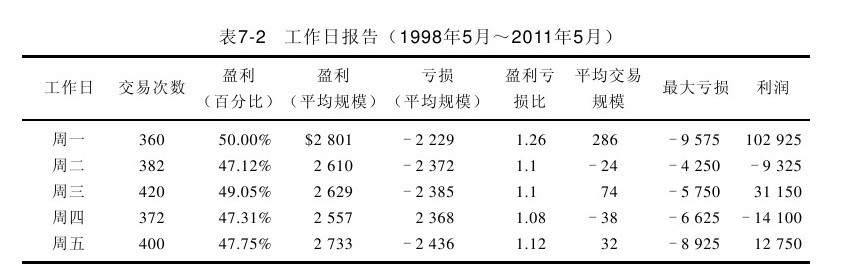 表7-2 工作日报告（1998年5月～2011年5月）
工作日 交易次数 盈利（百分比） 盈利（平均规模） 亏损（平均规模） 盈利亏损比 平均交易规模 最大亏损 利润
周一 360 50.00% $2 801 －2 229 1.26 286 －9 575 102 925
周二 382 47.12% 2 610 －2 372 1.1 －24 －4 250 －9 325
周三 420 49.05% 2 629 －2 385 1.1 74 －5 750 31 150
周四 372 47.31% 2 557 2 368 1.08 －38 －6 625 －14 100
周五 400 47.75% 2 733 －2 436 1.12 32 －8 925 12 750